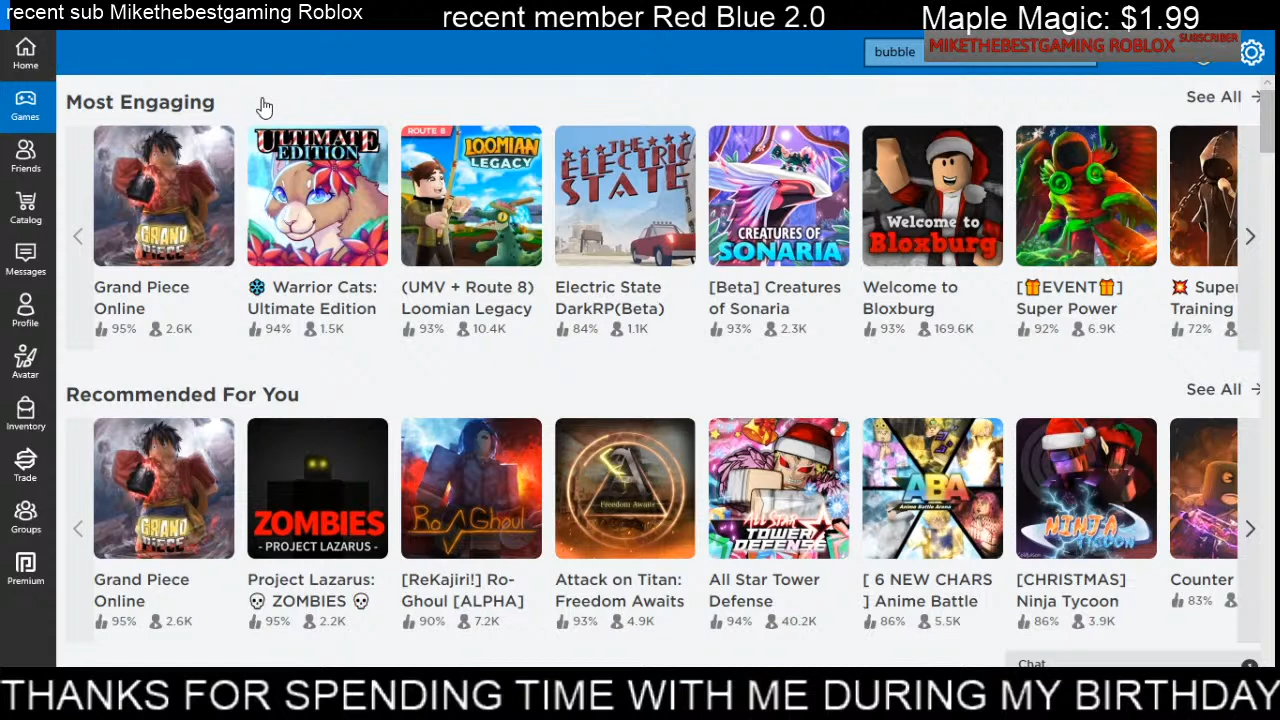 recent sub Mikethebestgaming Roblox
recent member Red Blue 2.0
Maple Magic: $1.99
bubble
MIKETHEBESTGAMING ROBLOX
SUBSCRIBER
Home
Games
Friends
Catalog
Messages
Profile
Avatar
Inventory
Trade
Groups
Premium
Most Engaging
See All
GRAND
PIECE
ULTIMATE
EDITION
ROUTE 8
LOOMIAN
LEGACY
THE
ELECTRIC
STATE
CREATURES OF
SONARIA
Welcome to
Bloxburg
Grand Piece
Online
95% 2.6K
❄ Warrior Cats:
Ultimate Edition
94% 1.5K
(UMV + Route 8)
Loomian Legacy
93% 10.4K
Electric State
DarkRP(Beta)
84% 1.1K
[Beta] Creatures
of Sonaria
93% 2.3K
Welcome to
Bloxburg
93% 169.6K
[🎁EVENT🎁]
Super Power
92% 6.9K
💥 Super
Training
72%
Recommended For You
See All
GRAND
PIECE
ZOMBIES
- PROJECT LAZARUS -
Ro Ghoul
Freedom Awaits
ALL STAR
TOWER
DEFENSE
ABA
Anime Battle Arena
NINJA
TYCOON
Grand Piece
Online
95% 2.6K
Project Lazarus:
💀 ZOMBIES 💀
95% 2.2K
[ReKajiri!] Ro-
Ghoul [ALPHA]
90% 7.2K
Attack on Titan:
Freedom Awaits
93% 4.9K
All Star Tower
Defense
94% 40.2K
[ 6 NEW CHARS
] Anime Battle
86% 5.5K
[CHRISTMAS]
Ninja Tycoon
86% 3.9K
Counter
83%
Chat
THANKS FOR SPENDING TIME WITH ME DURING MY BIRTHDAY